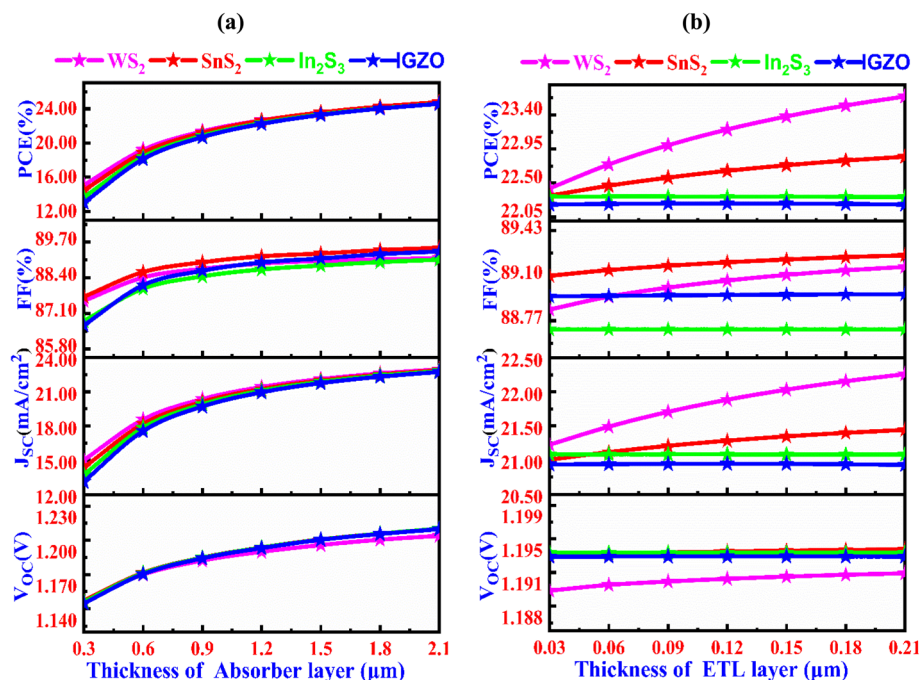 (a)
WS2 SnS2 In2S3 IGZO
PCE(%)
24.00
20.00
16.00
12.00
FF(%)
89.70
88.40
87.10
85.80
JSC(mA/cm2)
24.00
21.00
18.00
15.00
12.00
VOC(V)
1.230
1.200
1.170
1.140
0.3 0.6 0.9 1.2 1.5 1.8 2.1
Thickness of Absorber layer (µm)
(b)
WS2 SnS2 In2S3 IGZO
PCE(%)
23.40
22.95
22.50
22.05
FF(%)
89.43
89.10
88.77
JSC(mA/cm2)
22.50
22.00
21.50
21.00
20.50
VOC(V)
1.199
1.195
1.191
1.188
0.03 0.06 0.09 0.12 0.15 0.18 0.21
Thickness of ETL layer (µm)